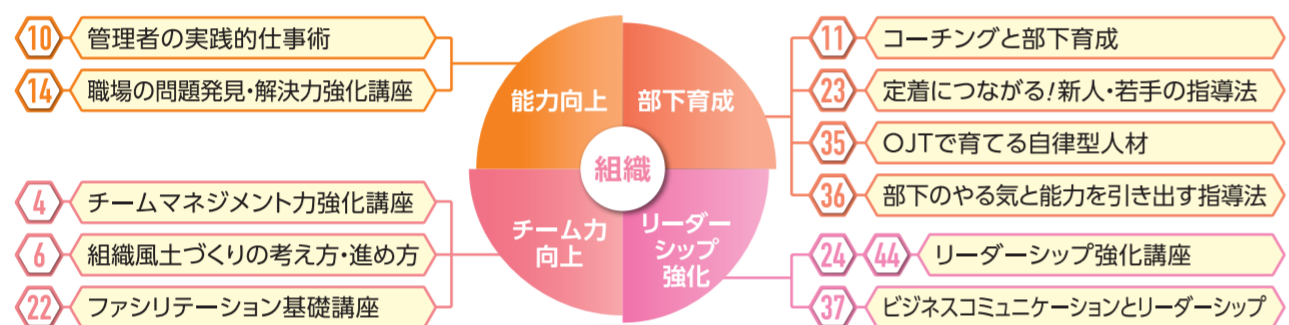 10 管理者の実践的仕事術
14 職場の問題発見・解決力強化講座
4 チームマネジメント力強化講座
6 組織風土づくりの考え方・進め方
22 ファシリテーション基礎講座
能力向上
部下育成
組織
チーム力
向上
リーダー
シップ
強化
11 コーチングと部下育成
23 定着につながる!新人・若手の指導法
35 OJTで育てる自律型人材
36 部下のやる気と能力を引き出す指導法
24 44 リーダーシップ強化講座
37 ビジネスコミュニケーションとリーダーシップ